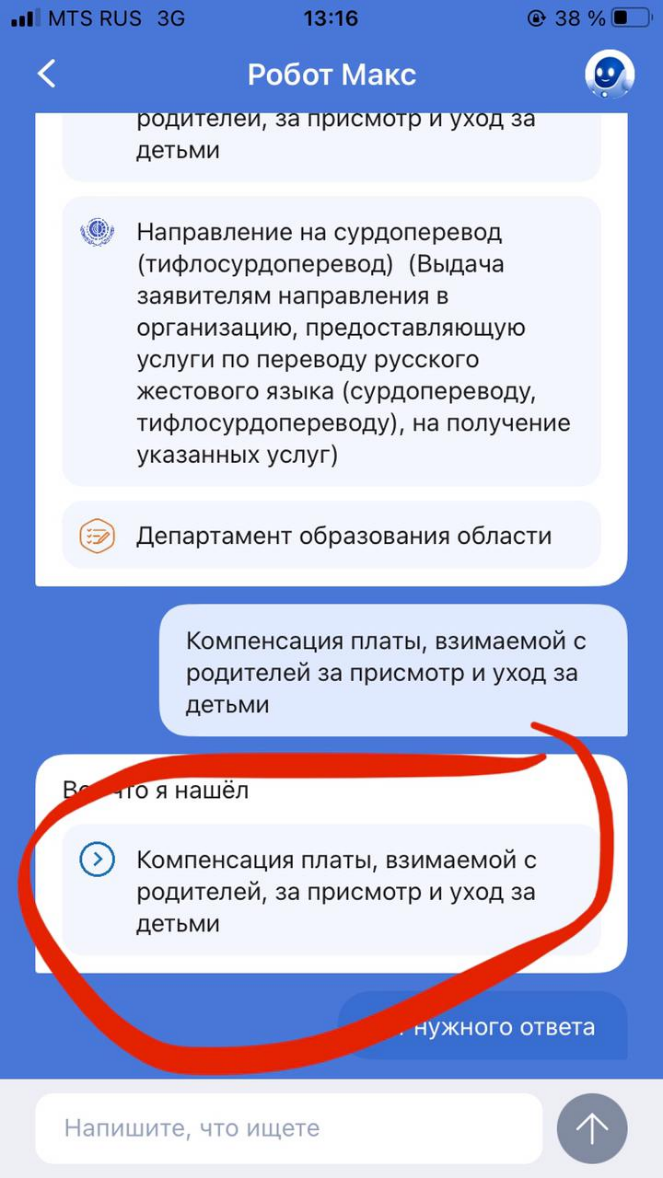 MTS RUS 3G 13:16 38 %
Робот Макс
родителей, за присмотр и уход за
детьми
Направление на сурдоперевод
(тифлосурдоперевод) (Выдача
заявителям направления в
организацию, предоставляющую
услуги по переводу русского
жестового языка (сурдопереводу,
тифлосурдопереводу), на получение
указанных услуг)
Департамент образования области
Компенсация платы, взимаемой с
родителей за присмотр и уход за
детьми
что я нашёл
Компенсация платы, взимаемой с
родителей, за присмотр и уход за
детьми
нужного ответа
Напишите, что ищете